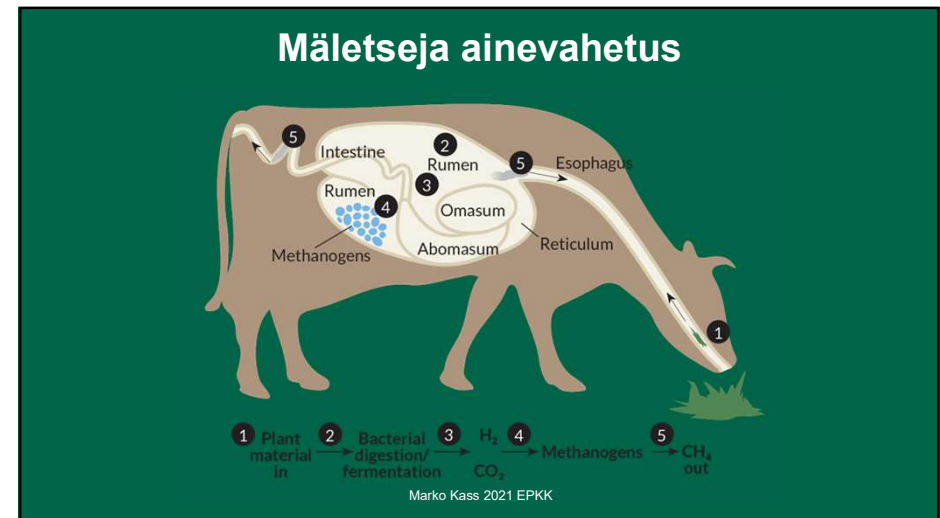 Mäletseja ainevahetus
5
Intestine
2
Rumen
3
5
Esophagus
Rumen
4
Omasum
Methanogens
Abomasum
Reticulum
1
1 Plant material in 2 Bacterial digestion/ fermentation 3 H₂ CO₂ 4 Methanogens 5 CH₄ out
Marko Kass 2021 EPKK